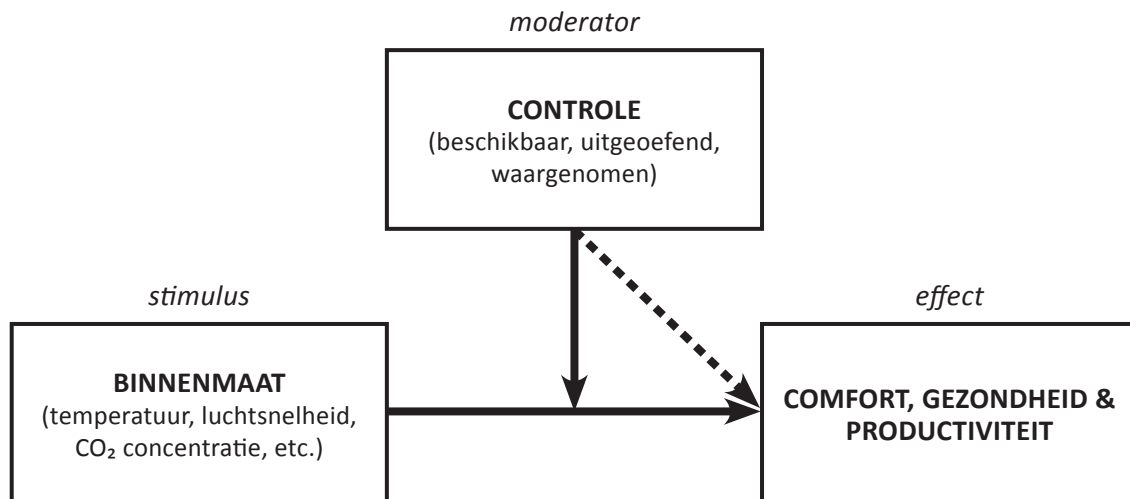 moderator
CONTROLE
(beschikbaar, uitgeoefend,
waargenomen)
stimulus
BINNENMAAT
(temperatuur, luchtsnelheid,
CO₂ concentratie, etc.)
effect
COMFORT, GEZONDHEID &
PRODUCTIVITEIT